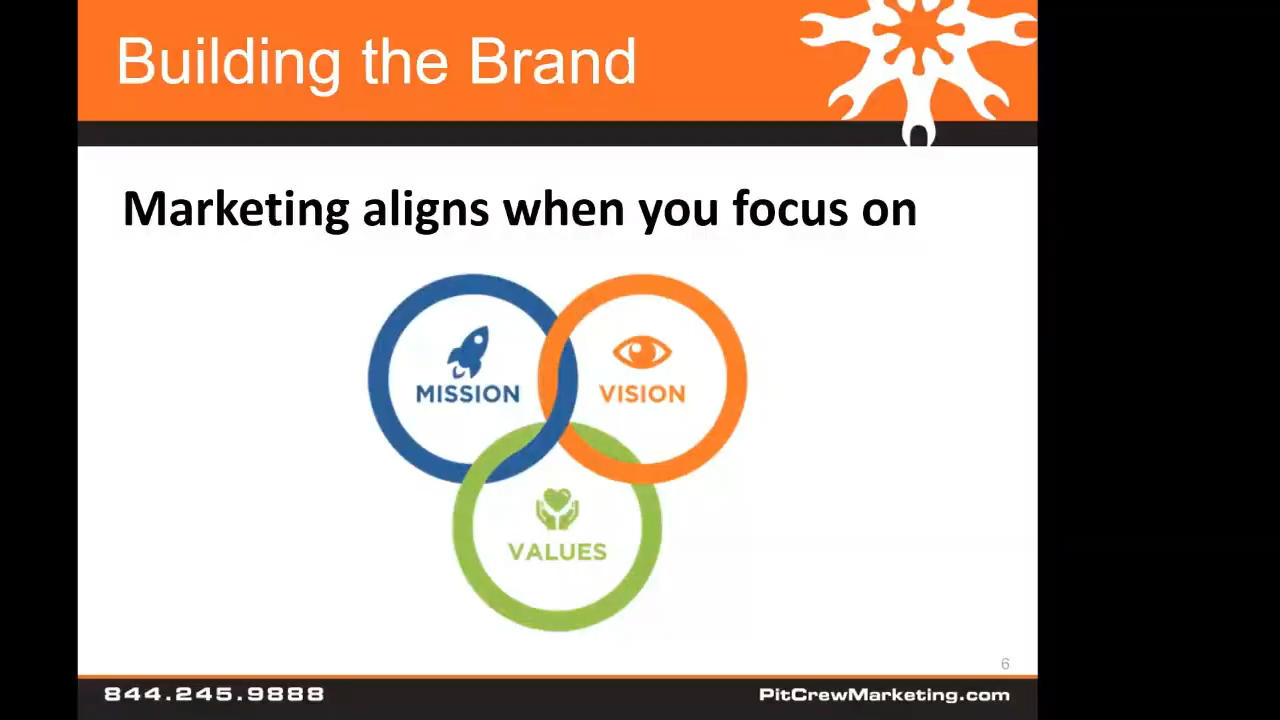 Building the Brand
Marketing aligns when you focus on
MISSION
VISION
VALUES
6
844.245.9888
PitCrewMarketing.com